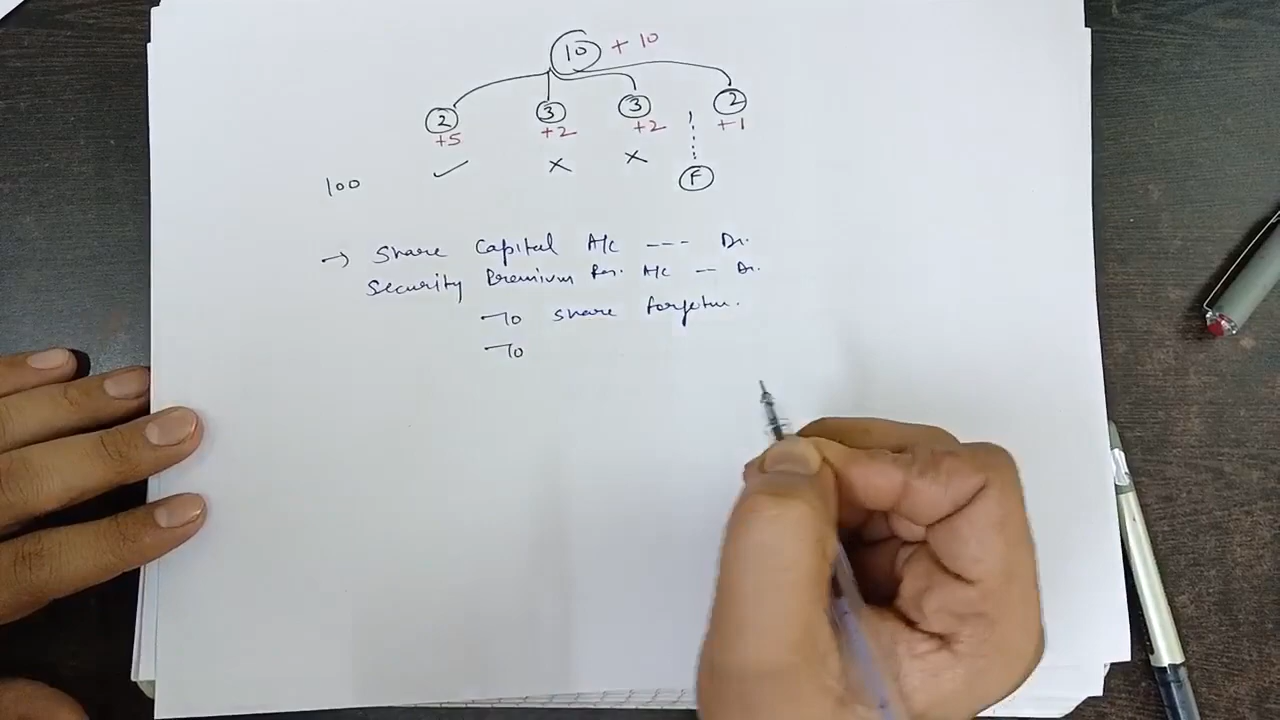 10 + 10
2 3 3 2
+5 +2 +2 +1
✓ × ×
100 F
→ Share Capital A/c --- Dr.
Security Premium Res. A/c -- Dr.
To share forfetu.
To